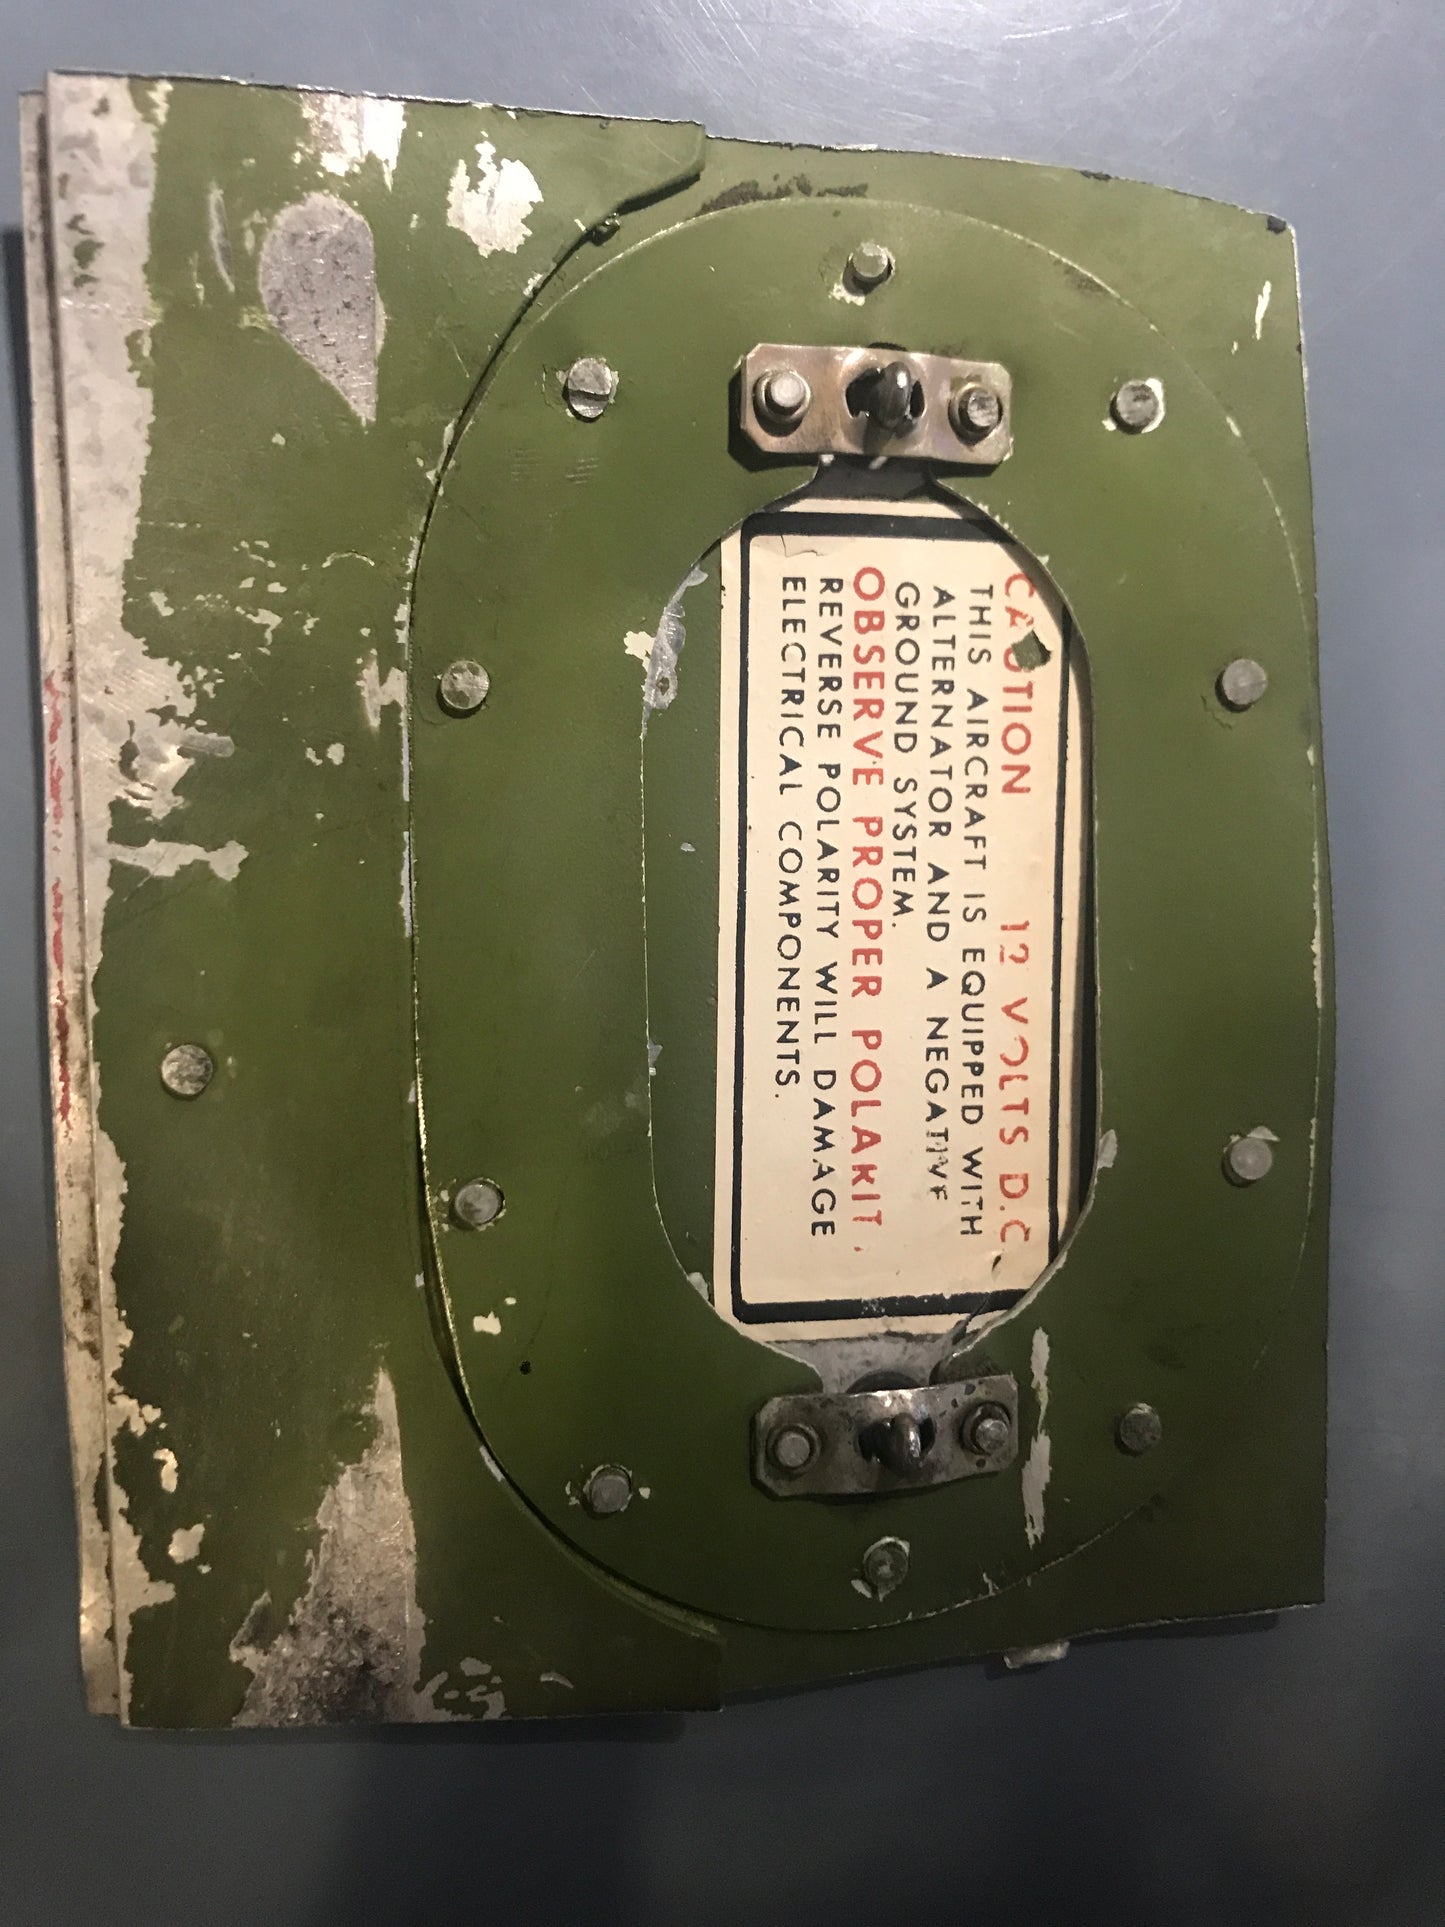 CAUTION 12 VOLTS D.C.
THIS AIRCRAFT IS EQUIPPED WITH
ALTERNATOR AND A NEGATIVE
GROUND SYSTEM.
OBSERVE PROPER POLARITY.
REVERSE POLARITY WILL DAMAGE
ELECTRICAL COMPONENTS.